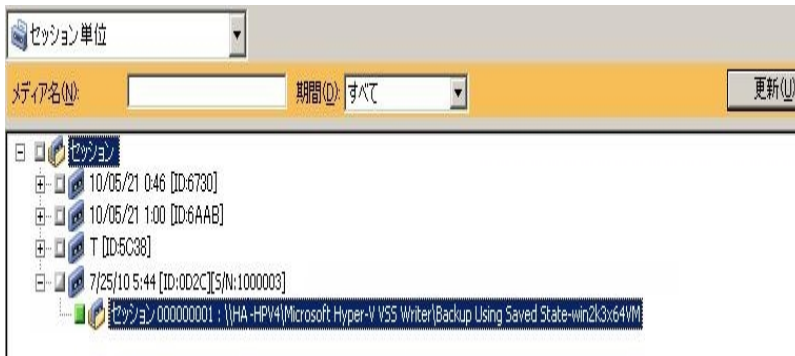 セッション単位
メディア名(N): 期間(D): すべて 更新(U)
セッション
10/05/21 0:46 [ID:6730]
10/05/21 1:00 [ID:6AAB]
T [ID:5C38]
7/25/10 5:44 [ID:0D2C][S/N:1000003]
セッション 000000001 : \\HA-HPV4\Microsoft Hyper-V VSS Writer\Backup Using Saved State-win2k3x64VM